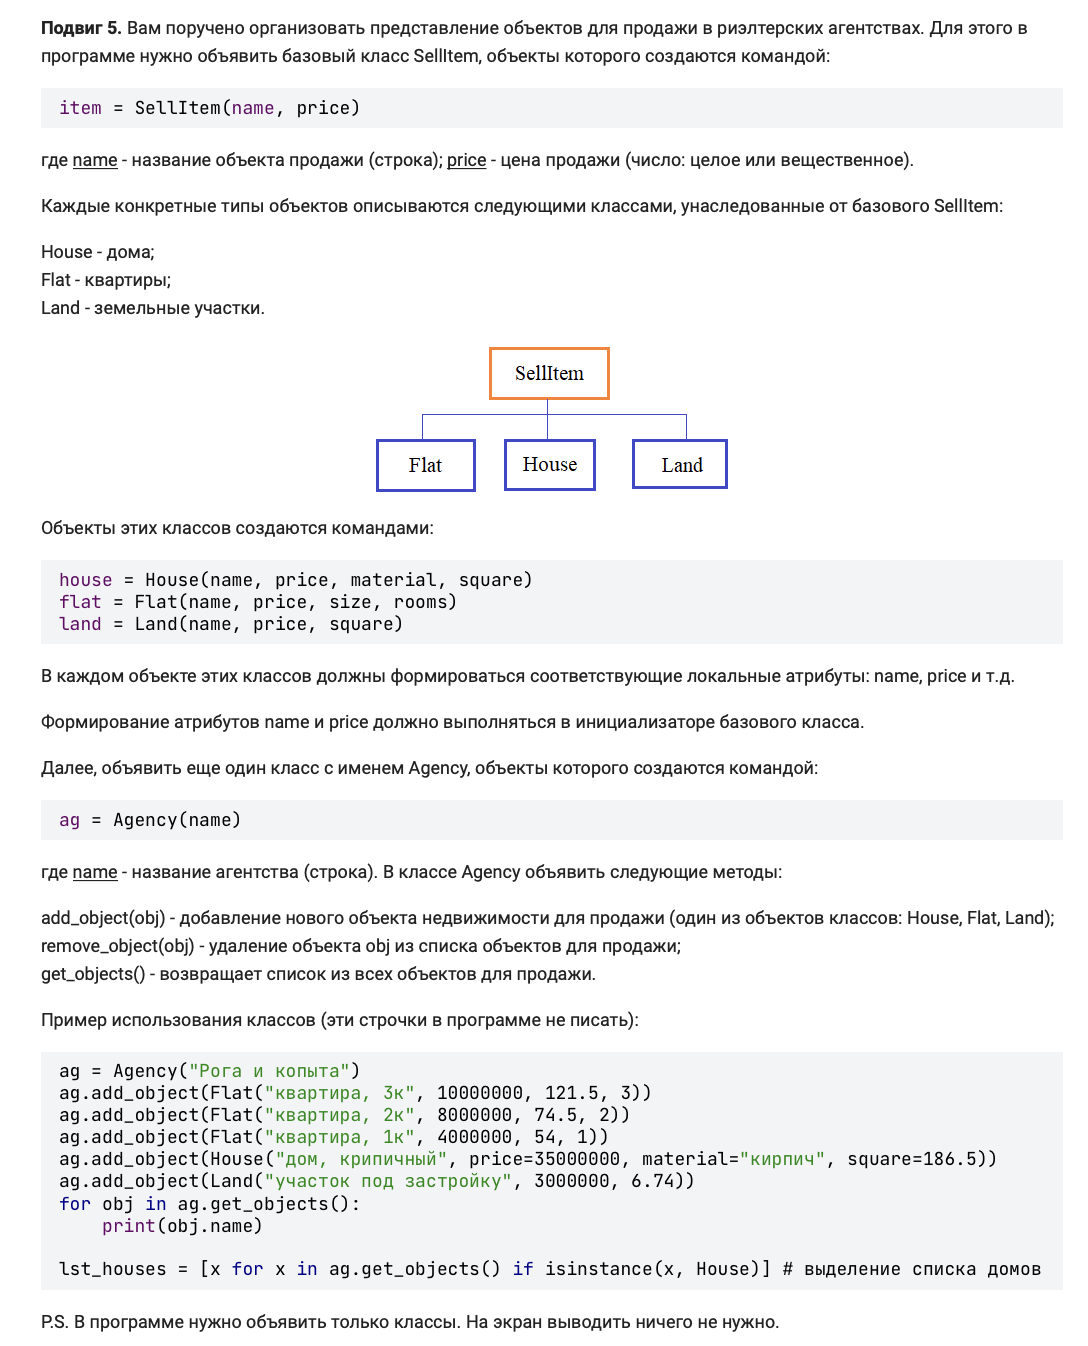 Подвиг 5. Вам поручено организовать представление объектов для продажи в риэлтерских агентствах. Для этого в
программе нужно объявить базовый класс SellItem, объекты которого создаются командой:
item = SellItem(name, price)
где name - название объекта продажи (строка); price - цена продажи (число: целое или вещественное).
Каждые конкретные типы объектов описываются следующими классами, унаследованные от базового SellItem:
House - дома;
Flat - квартиры;
Land - земельные участки.
SellItem
Flat House Land
Объекты этих классов создаются командами:
house = House(name, price, material, square)
flat = Flat(name, price, size, rooms)
land = Land(name, price, square)
В каждом объекте этих классов должны формироваться соответствующие локальные атрибуты: name, price и т.д.
Формирование атрибутов name и price должно выполняться в инициализаторе базового класса.
Далее, объявить еще один класс с именем Agency, объекты которого создаются командой:
ag = Agency(name)
где name - название агентства (строка). В классе Agency объявить следующие методы:
add_object(obj) - добавление нового объекта недвижимости для продажи (один из объектов классов: House, Flat, Land);
remove_object(obj) - удаление объекта obj из списка объектов для продажи;
get_objects() - возвращает список из всех объектов для продажи.
Пример использования классов (эти строчки в программе не писать):
ag = Agency("Рога и копыта")
ag.add_object(Flat("квартира, 3к", 10000000, 121.5, 3))
ag.add_object(Flat("квартира, 2к", 8000000, 74.5, 2))
ag.add_object(Flat("квартира, 1к", 4000000, 54, 1))
ag.add_object(House("дом, крипичный", price=35000000, material="кирпич", square=186.5))
ag.add_object(Land("участок под застройку", 3000000, 6.74))
for obj in ag.get_objects():
    print(obj.name)
lst_houses = [x for x in ag.get_objects() if isinstance(x, House)] # выделение списка домов
P.S. В программе нужно объявить только классы. На экран выводить ничего не нужно.